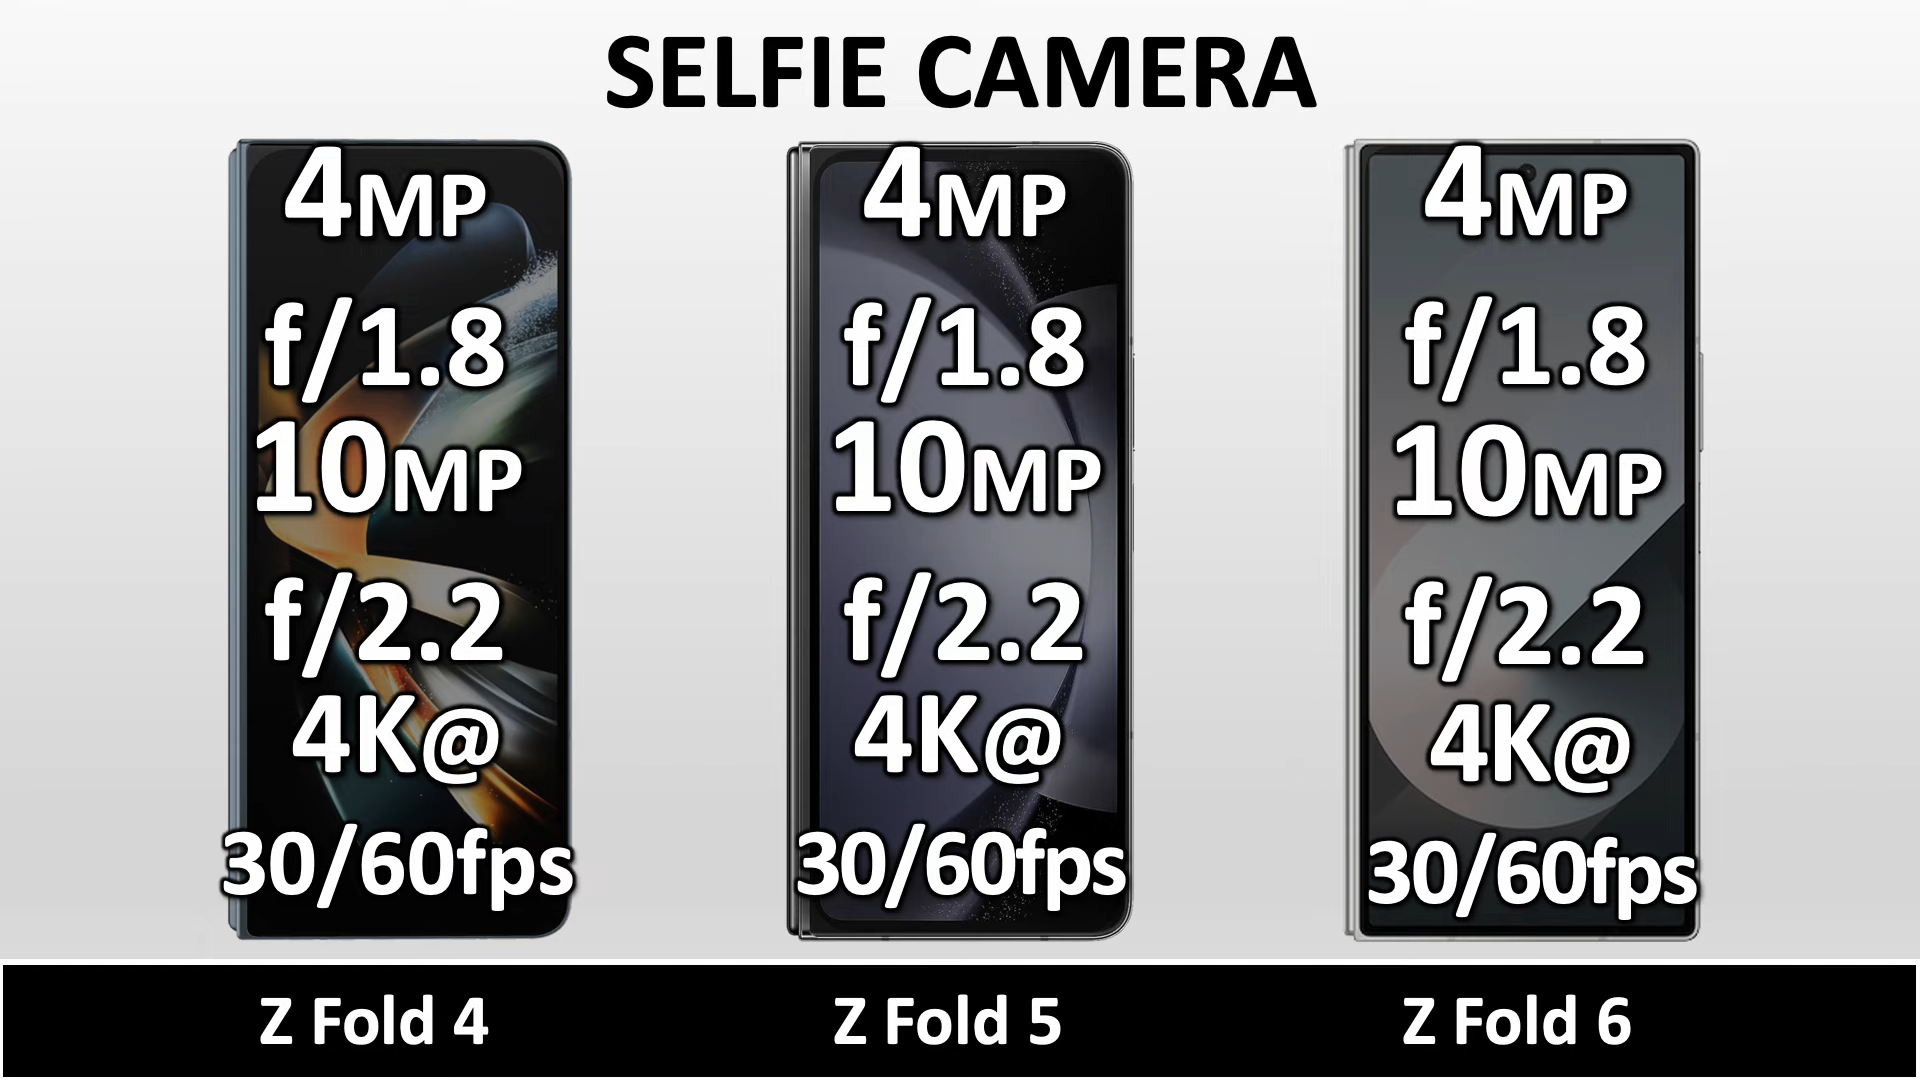 SELFIE CAMERA
4MP
f/1.8
10MP
f/2.2
4K@
30/60fps
4MP
f/1.8
10MP
f/2.2
4K@
30/60fps
4MP
f/1.8
10MP
f/2.2
4K@
30/60fps
Z Fold 4
Z Fold 5
Z Fold 6